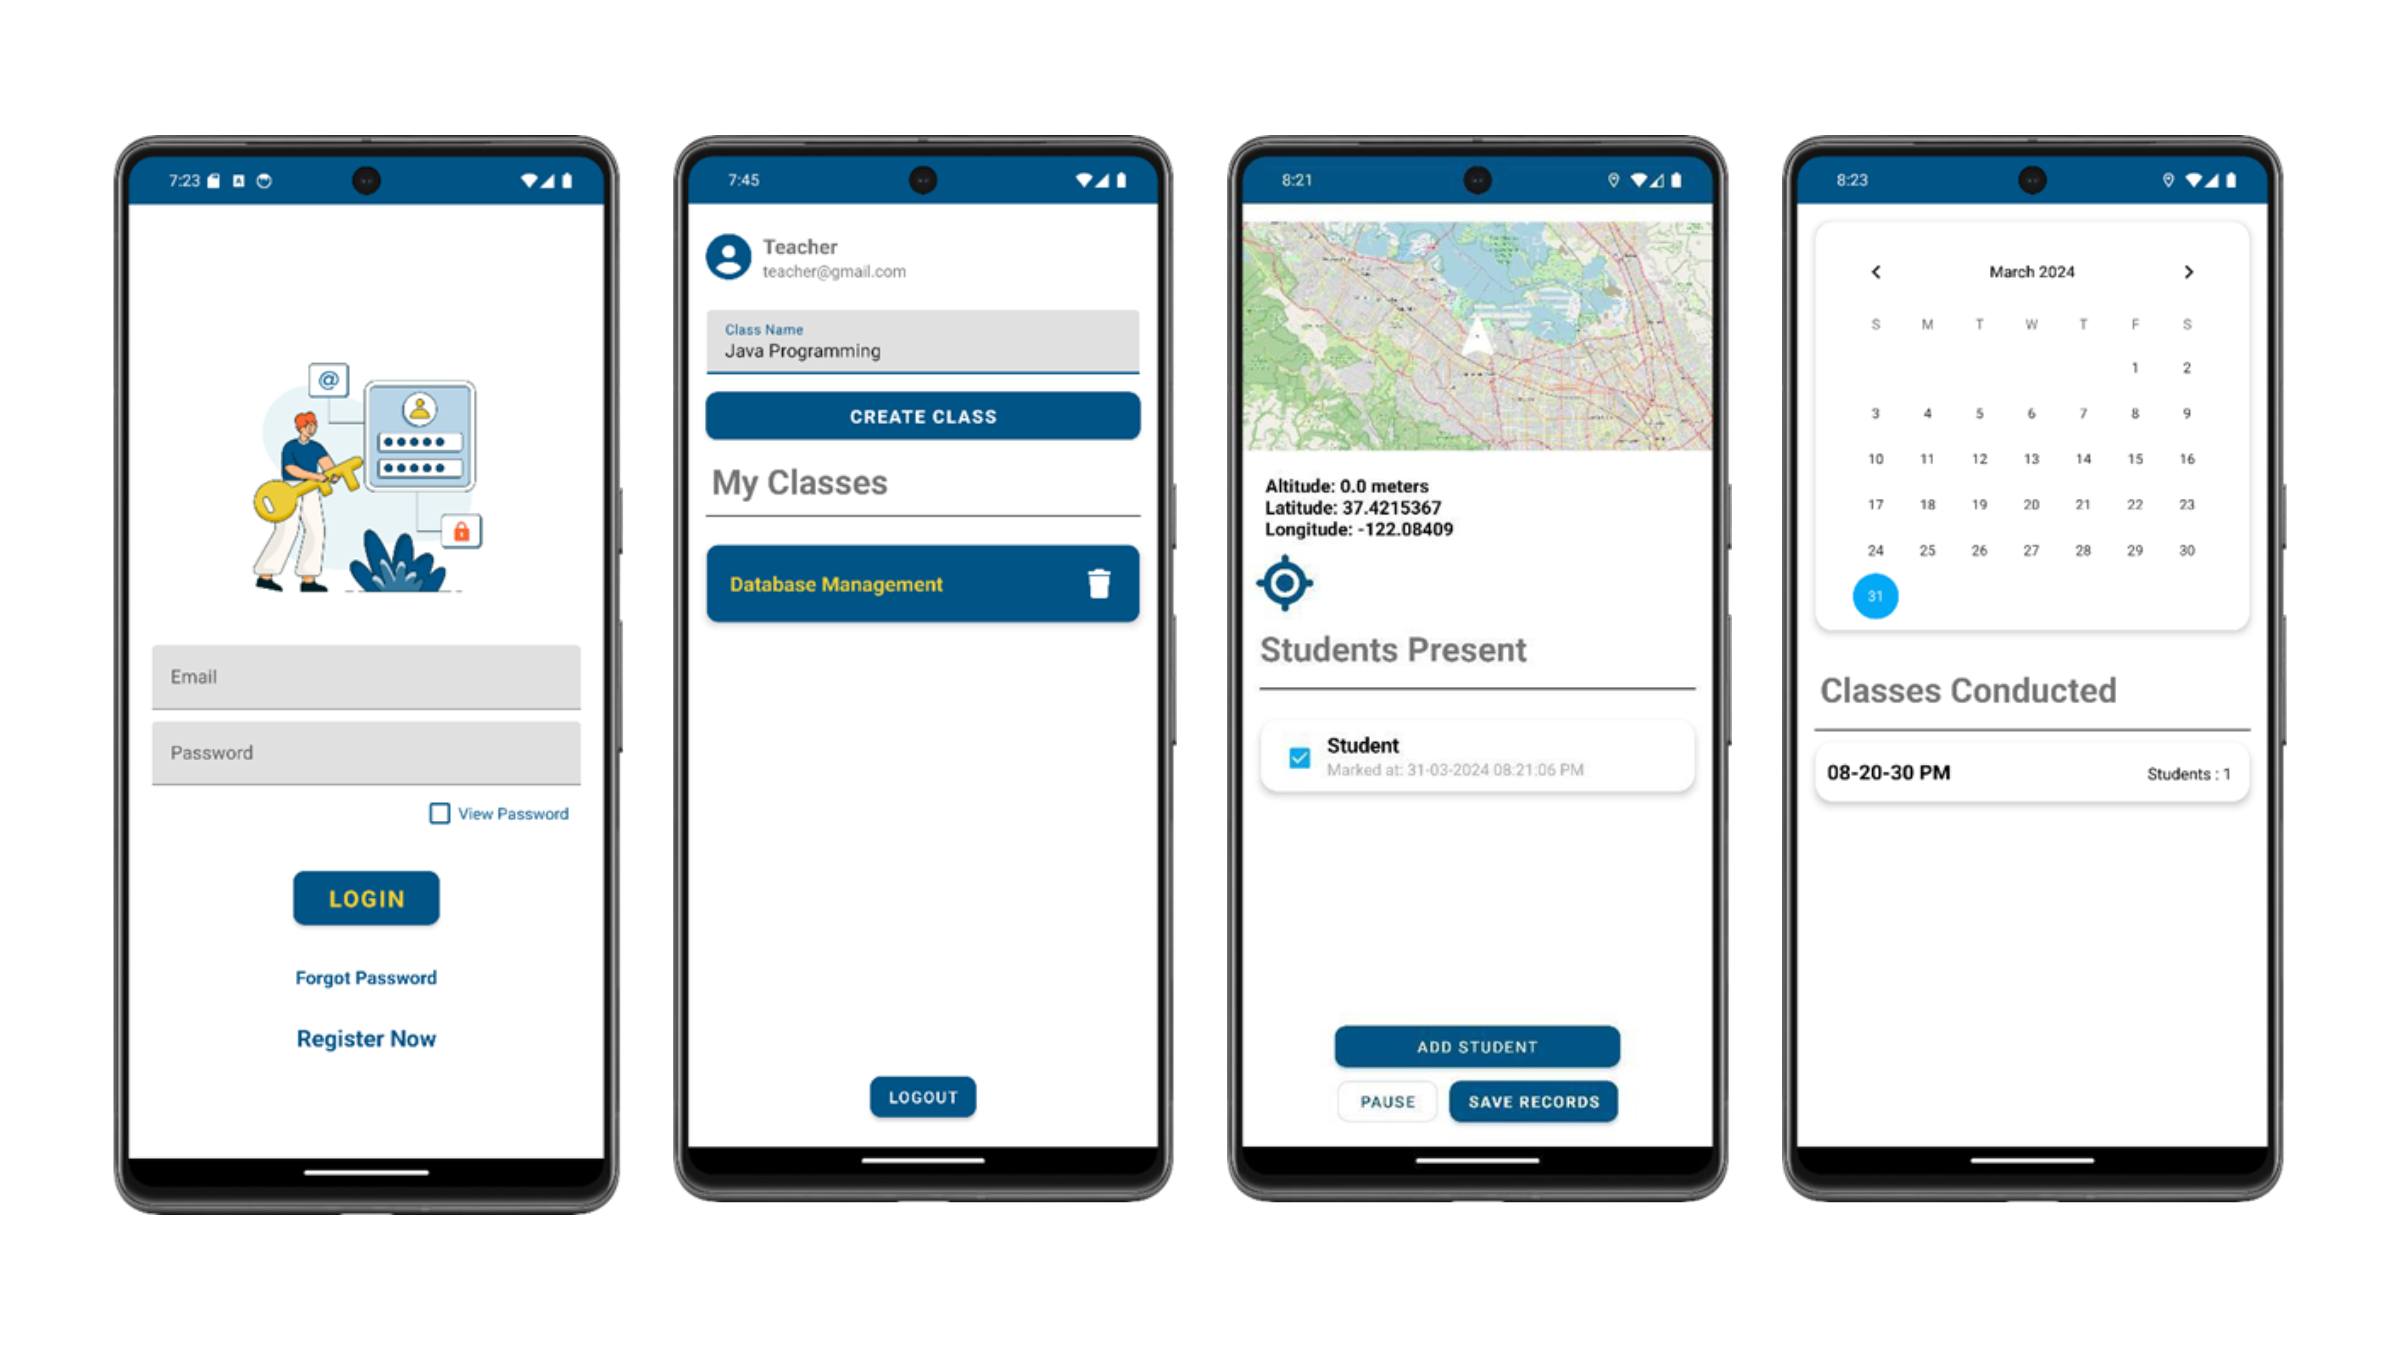 7:23
@
Email
Password
View Password
LOGIN
Forgot Password
Register Now
7:45
Teacher
teacher@gmail.com
Class Name
Java Programming
CREATE CLASS
My Classes
Database Management
LOGOUT
8:21
Altitude: 0.0 meters
Latitude: 37.4215367
Longitude: -122.08409
Students Present
Student
Marked at: 31-03-2024 08:21:06 PM
ADD STUDENT
PAUSE SAVE RECORDS
8:23
March 2024
S M T W T F S
1 2
3 4 5 6 7 8 9
10 11 12 13 14 15 16
17 18 19 20 21 22 23
24 25 26 27 28 29 30
31
Classes Conducted
08-20-30 PM Students : 1